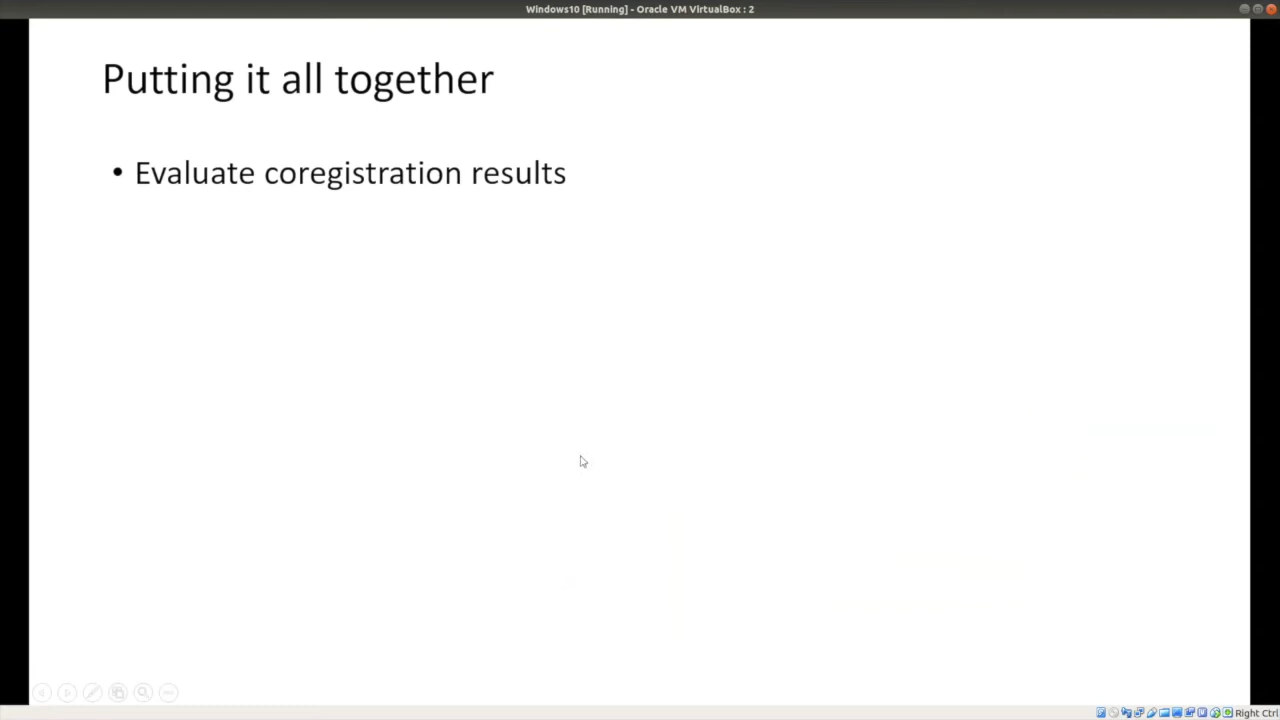 Windows10 [Running] - Oracle VM VirtualBox : 2
Putting it all together
• Evaluate coregistration results
Right Ctrl